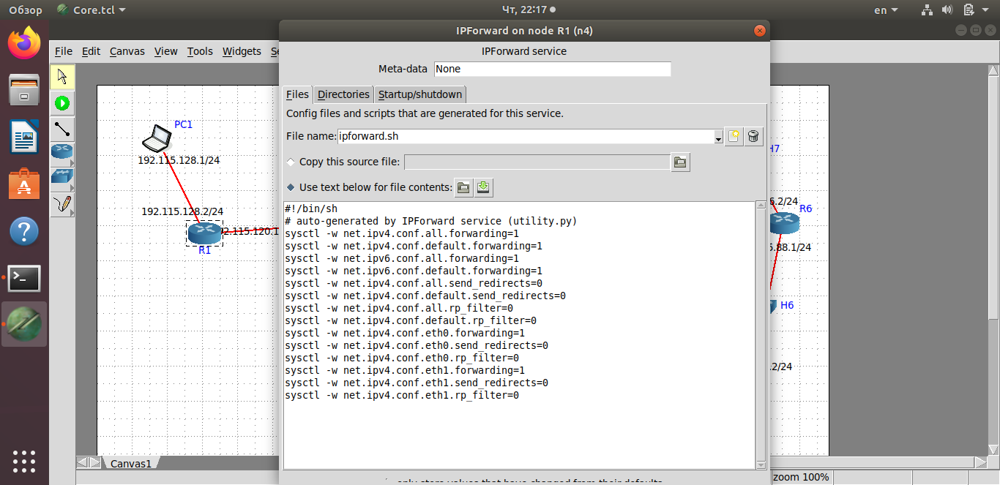 Обзор Core.tcl Чт, 22:17 en
IPForward on node R1 (n4)
File Edit Canvas View Tools Widgets Se
IPForward service
Meta-data None
Files Directories Startup/shutdown
Config files and scripts that are generated for this service.
File name: ipforward.sh
Copy this source file:
Use text below for file contents:
#!/bin/sh
# auto-generated by IPForward service (utility.py)
sysctl -w net.ipv4.conf.all.forwarding=1
sysctl -w net.ipv4.conf.default.forwarding=1
sysctl -w net.ipv6.conf.all.forwarding=1
sysctl -w net.ipv6.conf.default.forwarding=1
sysctl -w net.ipv4.conf.all.send_redirects=0
sysctl -w net.ipv4.conf.default.send_redirects=0
sysctl -w net.ipv4.conf.all.rp_filter=0
sysctl -w net.ipv4.conf.default.rp_filter=0
sysctl -w net.ipv4.conf.eth0.forwarding=1
sysctl -w net.ipv4.conf.eth0.send_redirects=0
sysctl -w net.ipv4.conf.eth0.rp_filter=0
sysctl -w net.ipv4.conf.eth1.forwarding=1
sysctl -w net.ipv4.conf.eth1.send_redirects=0
sysctl -w net.ipv4.conf.eth1.rp_filter=0
only store values that have changed from their defaults
PC1
192.115.128.1/24
192.115.128.2/24
2.115.120.1
R1
H7
6.2/24
R6
.88.1/24
H6
.2/24
Canvas1
zoom 100%